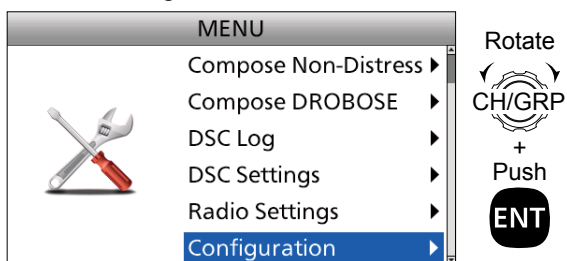 MENU
Compose Non-Distress
Compose DROBOSE
DSC Log
DSC Settings
Radio Settings
Configuration
Rotate
CH/GRP
+
Push
ENT